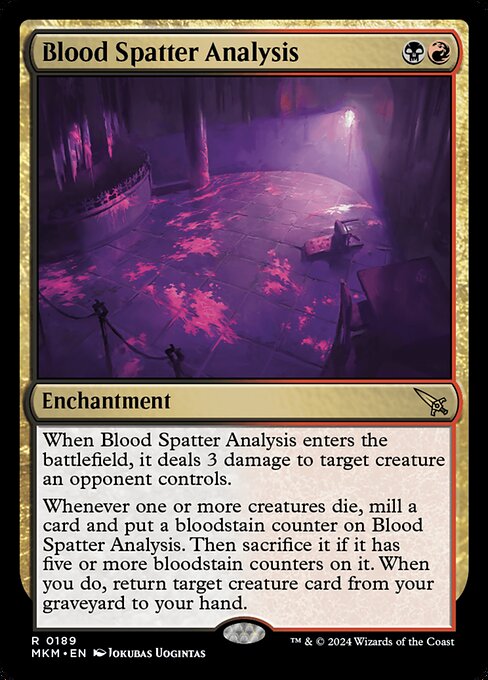 Blood Spatter Analysis
Enchantment
When Blood Spatter Analysis enters the
battlefield, it deals 3 damage to target creature
an opponent controls.
Whenever one or more creatures die, mill a
card and put a bloodstain counter on Blood
Spatter Analysis. Then sacrifice it if it has
five or more bloodstain counters on it. When
you do, return target creature card from your
graveyard to your hand.
R 0189
MKM • EN JOKUBAS UOGINTAS
™ & © 2024 Wizards of the Coast